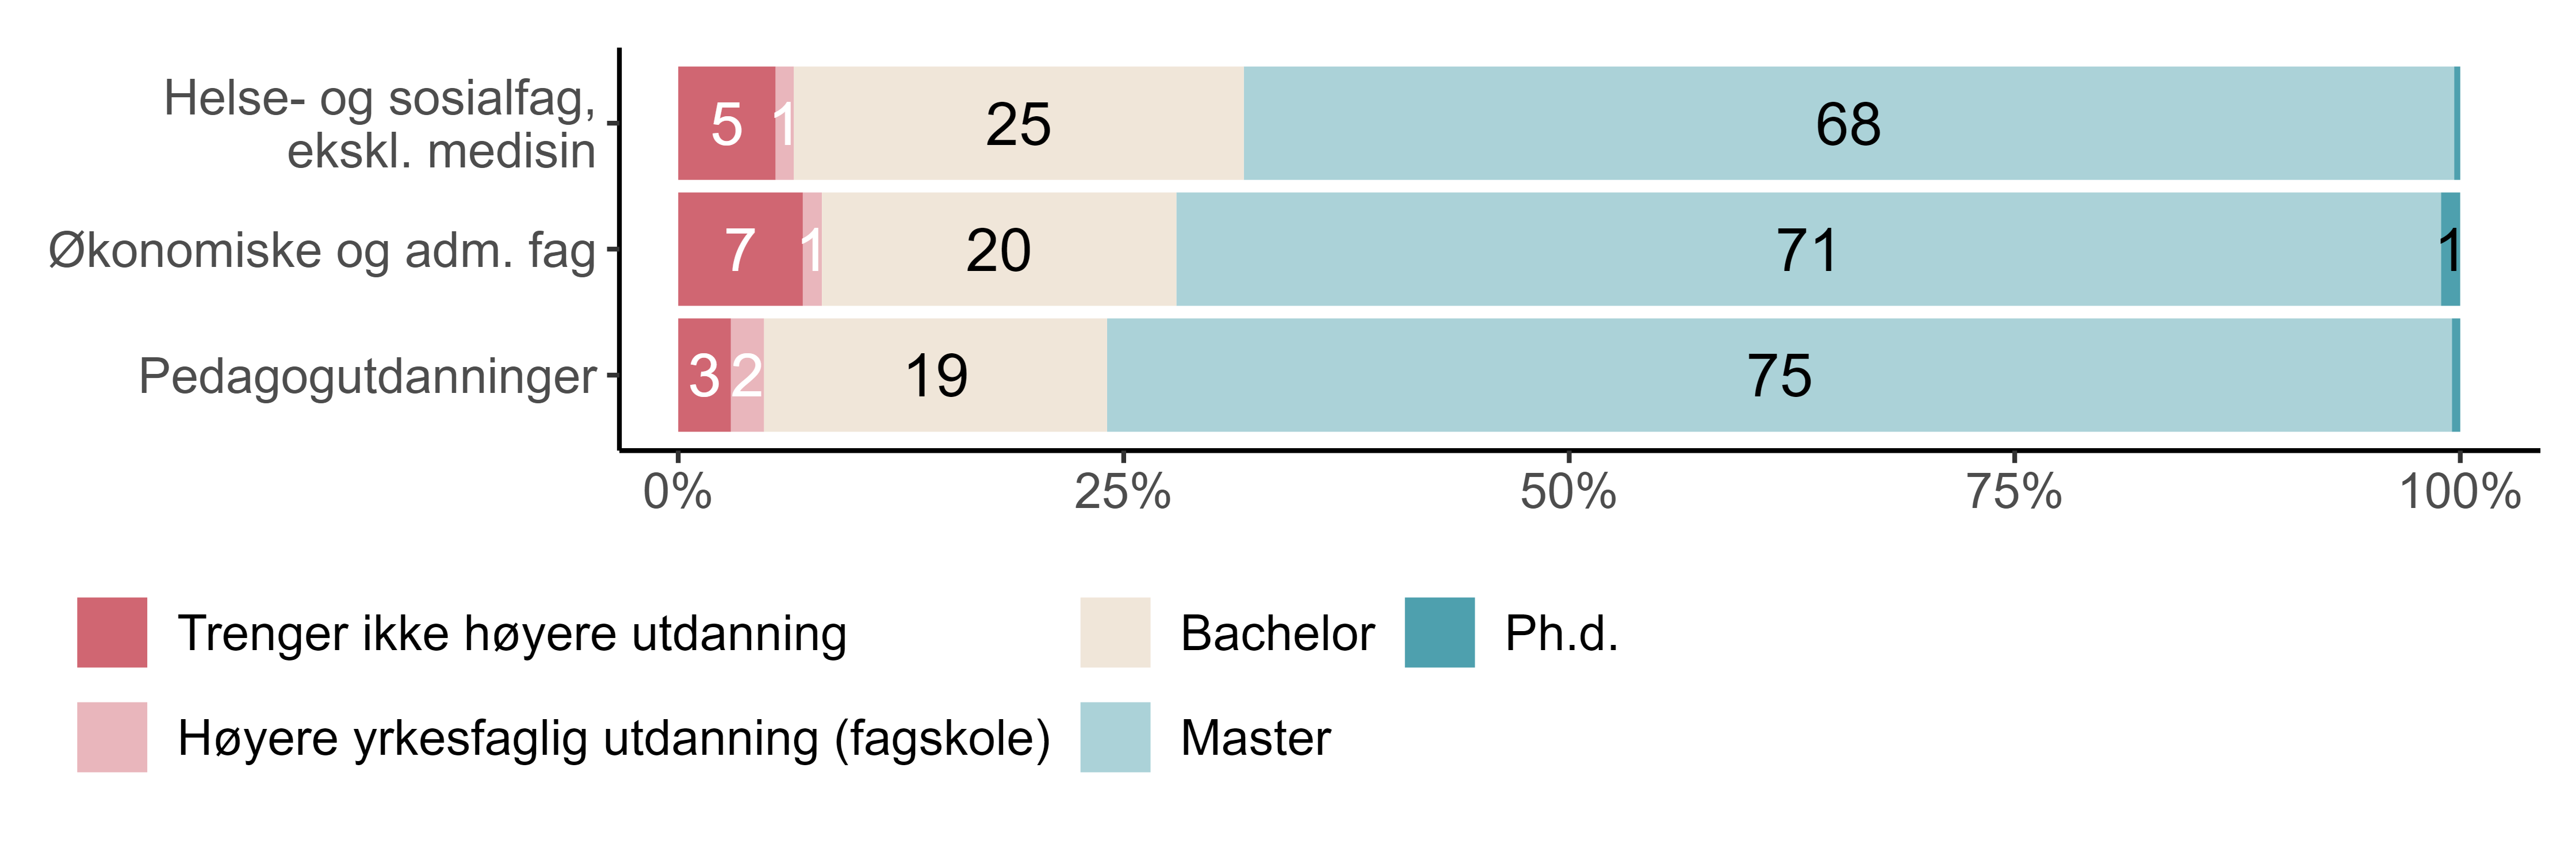 Helse- og sosialfag,
ekskl. medisin
5 1 25 68
Økonomiske og adm. fag
7 1 20 71 1
Pedagogutdanninger
3 2 19 75
0% 25% 50% 75% 100%
Trenger ikke høyere utdanning
Høyere yrkesfaglig utdanning (fagskole)
Bachelor
Master
Ph.d.